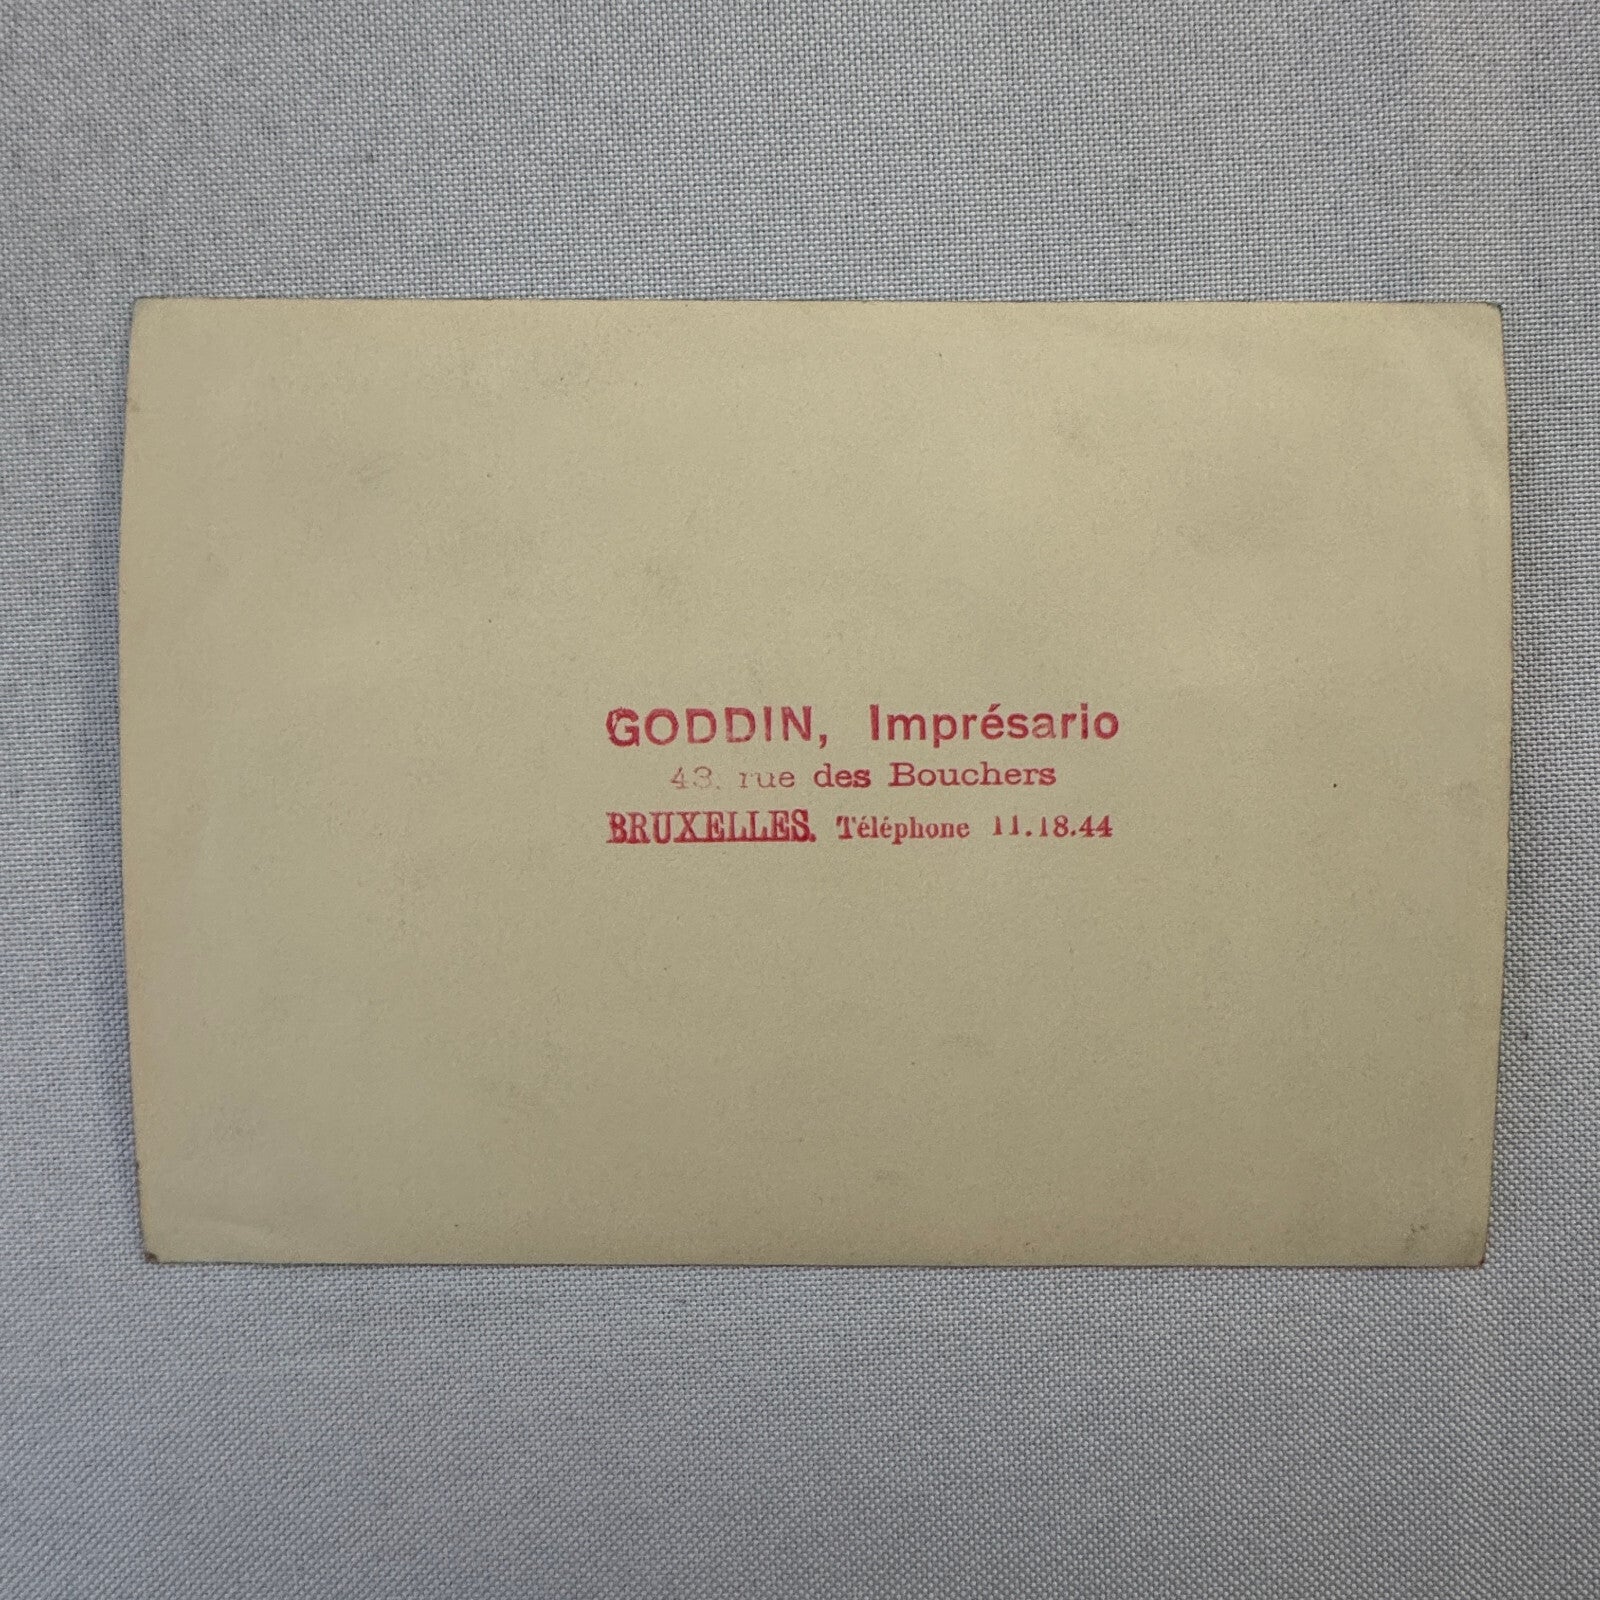 GODDIN, Imprésario
43, rue des Bouchers
BRUXELLES. Téléphone 11.18.44